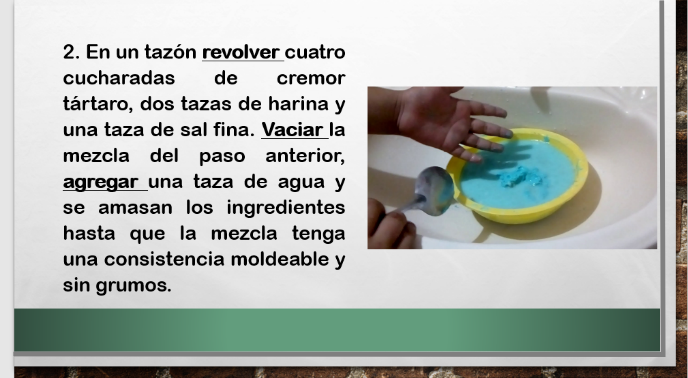 2. En un tazón revolver cuatro
cucharadas de cremor
tártaro, dos tazas de harina y
una taza de sal fina. Vaciar la
mezcla del paso anterior,
agregar una taza de agua y
se amasan los ingredientes
hasta que la mezcla tenga
una consistencia moldeable y
sin grumos.